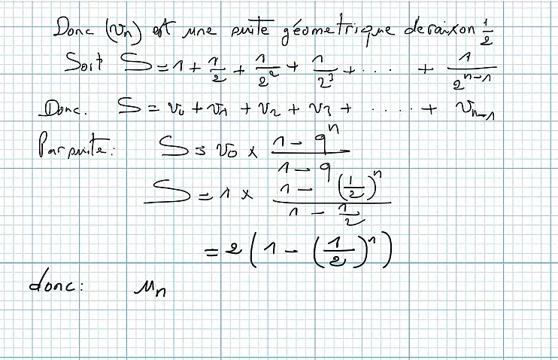 Donc (vn) est une suite géometrique de raison 1/2
Soit S = 1 + 1/2 + 1/2² + 1/2³ + .... + 1/2^(n-1)
Donc. S = v0 + v1 + v2 + v3 + ..... + v(n-1)
Par suite: S = v0 × (1 - q^n)/(1 - q)
S = 1 × (1 - (1/2)^n)/(1 - 1/2)
= 2(1 - (1/2)^n)
donc: un